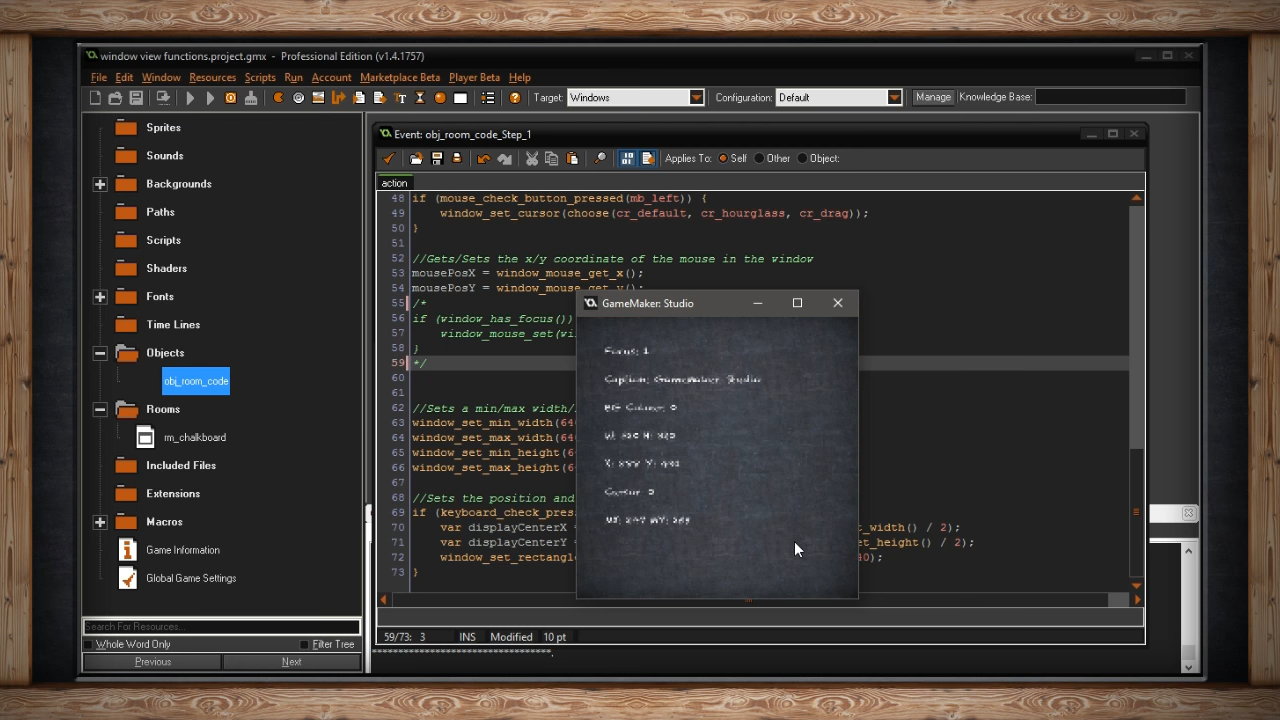 window view functions.project.gmx - Professional Edition (v1.4.1757)
File Edit Window Resources Scripts Run Account Marketplace Beta Player Beta Help
Target: Windows Configuration: Default Manage Knowledge Base:
Sprites
Sounds
Backgrounds
Paths
Scripts
Shaders
Fonts
Time Lines
Objects
obj_room_code
Rooms
rm_chalkboard
Included Files
Extensions
Macros
Game Information
Global Game Settings
Search For Resources...
Whole Word Only Filter Tree
Previous Next
Event: obj_room_code_Step_1
Applies To: Self Other Object:
action
48 if (mouse_check_button_pressed(mb_left)) {
49 window_set_cursor(choose(cr_default, cr_hourglass, cr_drag));
50 }
51
52 //Gets/Sets the x/y coordinate of the mouse in the window
53 mousePosX = window_mouse_get_x();
54 mousePosY = window_mouse_get_y();
55 /*
56 if (window_has_focus())
57 window_mouse_set(wi
58 }
59 */
60
61
62 //Sets a min/max width/
63 window_set_min_width(64
64 window_set_max_width(64
65 window_set_min_height(6
66 window_set_max_height(6
67
68 //Sets the position and
69 if (keyboard_check_pres
70 var displayCenterX = t_width() / 2);
71 var displayCenterY = et_height() / 2);
72 window_set_rectangl 40);
73 }
59/73: 3 INS Modified 10 pt
GameMaker: Studio
Focus: 1
Caption: GameMaker: Studio
BG Colour: 0
Cursor: 0